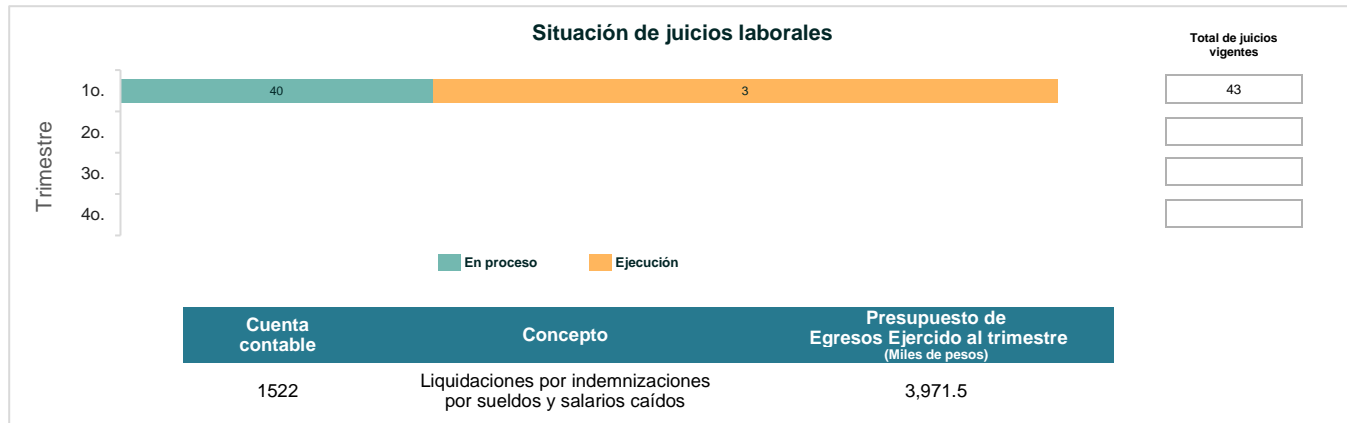 Situación de juicios laborales
Total de juicios
vigentes
Trimestre
1o.
40
3
43
2o.
3o.
4o.
En proceso
Ejecución
Cuenta
contable
Concepto
Presupuesto de
Egresos Ejercido al trimestre
(Miles de pesos)
1522
Liquidaciones por indemnizaciones
por sueldos y salarios caídos
3,971.5